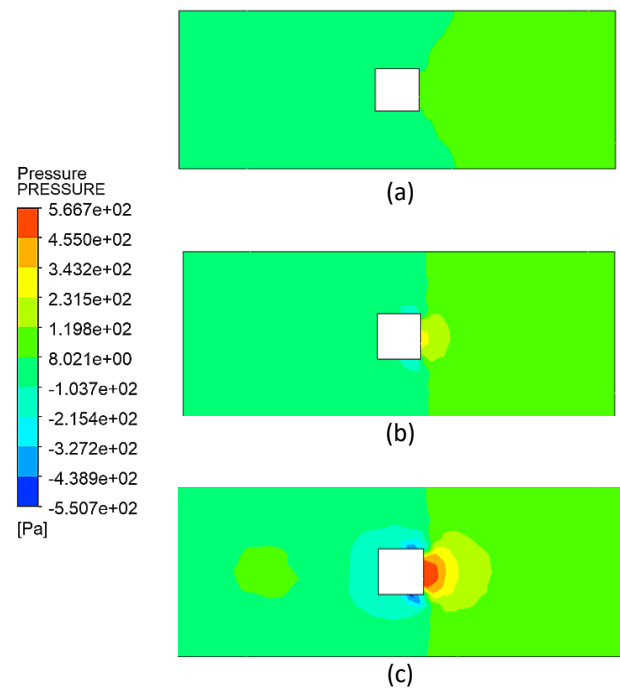 (a)
Pressure
PRESSURE
5.667e+02
4.550e+02
3.432e+02
2.315e+02
1.198e+02
8.021e+00
-1.037e+02
-2.154e+02
-3.272e+02
-4.389e+02
-5.507e+02
[Pa]
(b)
(c)